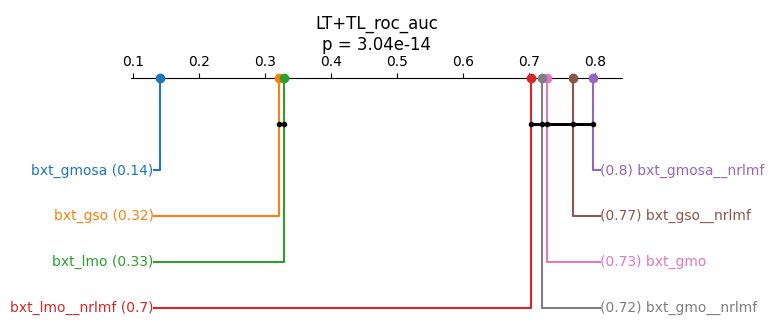 LT+TL_roc_auc
p = 3.04e-14
0.1 0.2 0.3 0.4 0.5 0.6 0.7 0.8
bxt_gmosa (0.14)
(0.8) bxt_gmosa__nrlmf
bxt_gso (0.32)
(0.77) bxt_gso__nrlmf
bxt_lmo (0.33)
(0.73) bxt_gmo
bxt_lmo__nrlmf (0.7)
(0.72) bxt_gmo__nrlmf